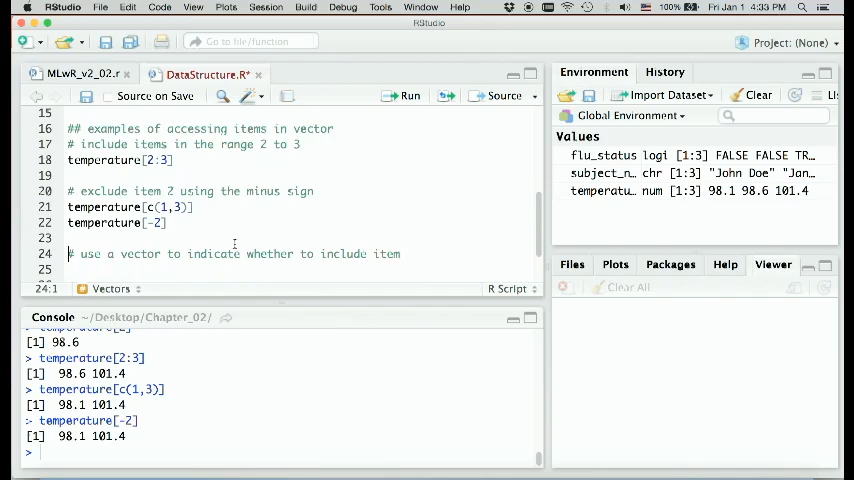 RStudio File Edit Code View Plots Session Build Debug Tools Window Help 100% Fri Jan 1 4:33 PM
RStudio
Go to file/function Project: (None)
MLwR_v2_02.r DataStructure.R*
Source on Save Run Source
15
16 ## examples of accessing items in vector
17 # include items in the range 2 to 3
18 temperature[2:3]
19
20 # exclude item 2 using the minus sign
21 temperature[c(1,3)]
22 temperature[-2]
23
24 # use a vector to indicate whether to include item
25
24:1 Vectors R Script
Console ~/Desktop/Chapter_02/
[1] 98.6
> temperature[2:3]
[1] 98.6 101.4
> temperature[c(1,3)]
[1] 98.1 101.4
> temperature[-2]
[1] 98.1 101.4
>
Environment History
Import Dataset Clear Lis
Global Environment
Values
flu_status logi [1:3] FALSE FALSE TR…
subject_n… chr [1:3] "John Doe" "Jan…
temperatu… num [1:3] 98.1 98.6 101.4
Files Plots Packages Help Viewer
Clear All